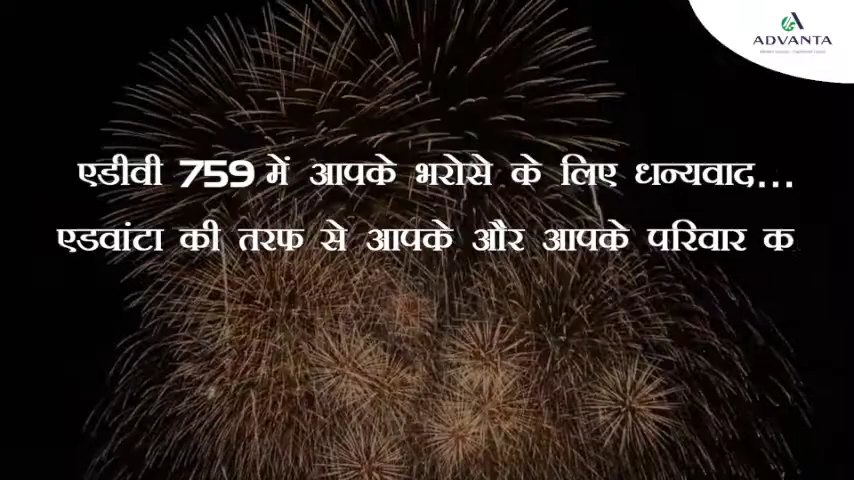 ADVANTA
एडीवी 759 में आपके भरोसे के लिए धन्यवाद...
एडवांटा की तरफ से आपके और आपके परिवार क